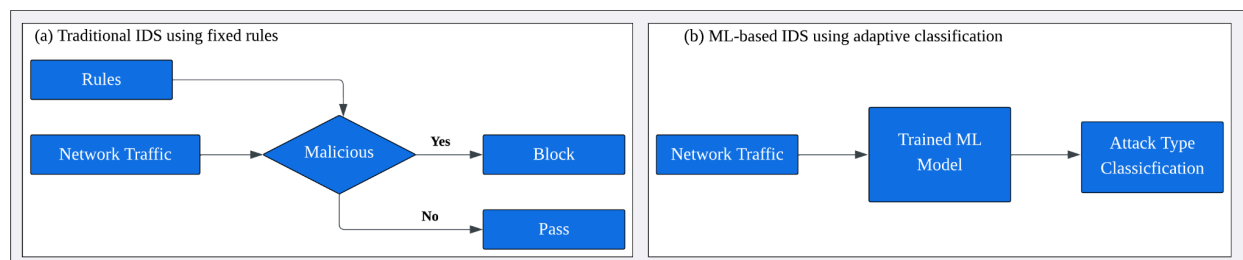 (a) Traditional IDS using fixed rules
Rules
Network Traffic
Malicious
Yes
Block
No
Pass
(b) ML-based IDS using adaptive classification
Network Traffic
Trained ML
Model
Attack Type
Classicfication